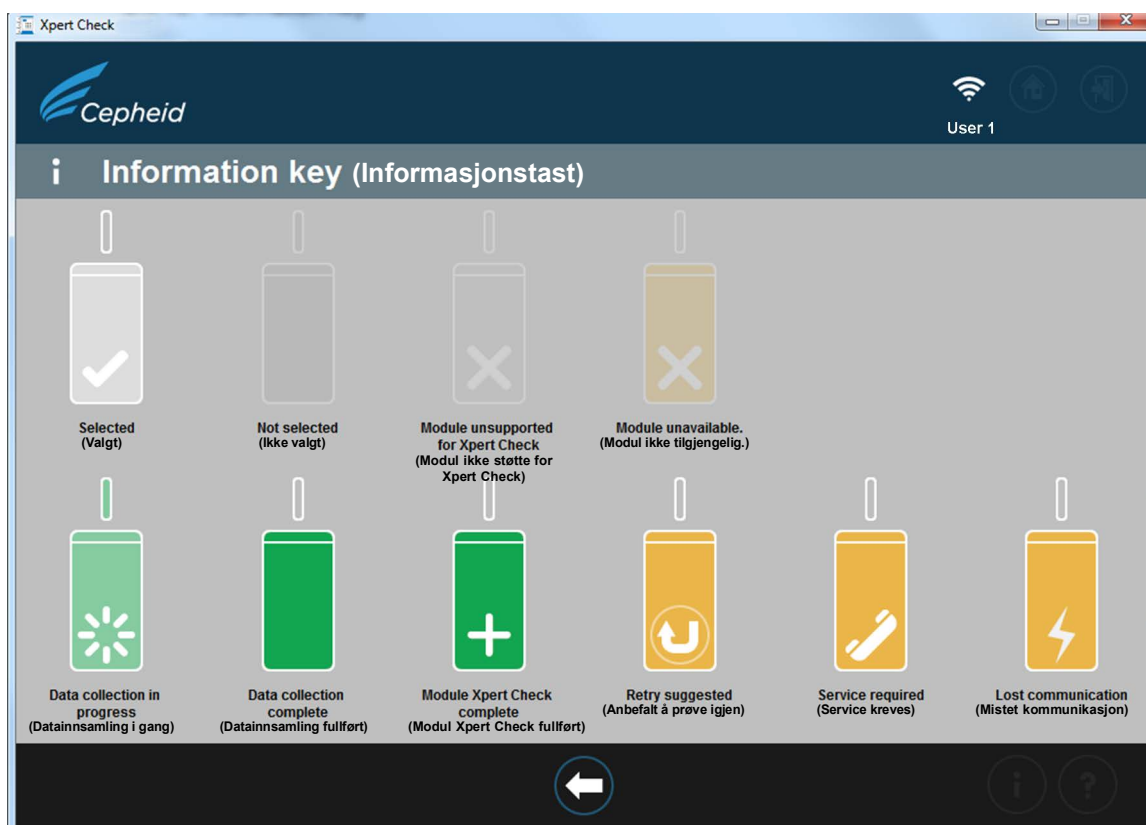 Xpert Check
Cepheid
User 1
i Information key (Informasjonstast)
Selected
(Valgt)
Not selected
(Ikke valgt)
Module unsupported
for Xpert Check
(Modul ikke støtte for
Xpert Check)
Module unavailable.
(Modul ikke tilgjengelig.)
Data collection in
progress
(Datainnsamling i gang)
Data collection
complete
(Datainnsamling fullført)
Module Xpert Check
complete
(Modul Xpert Check fullført)
Retry suggested
(Anbefalt å prøve igjen)
Service required
(Service kreves)
Lost communication
(Mistet kommunikasjon)
i ?